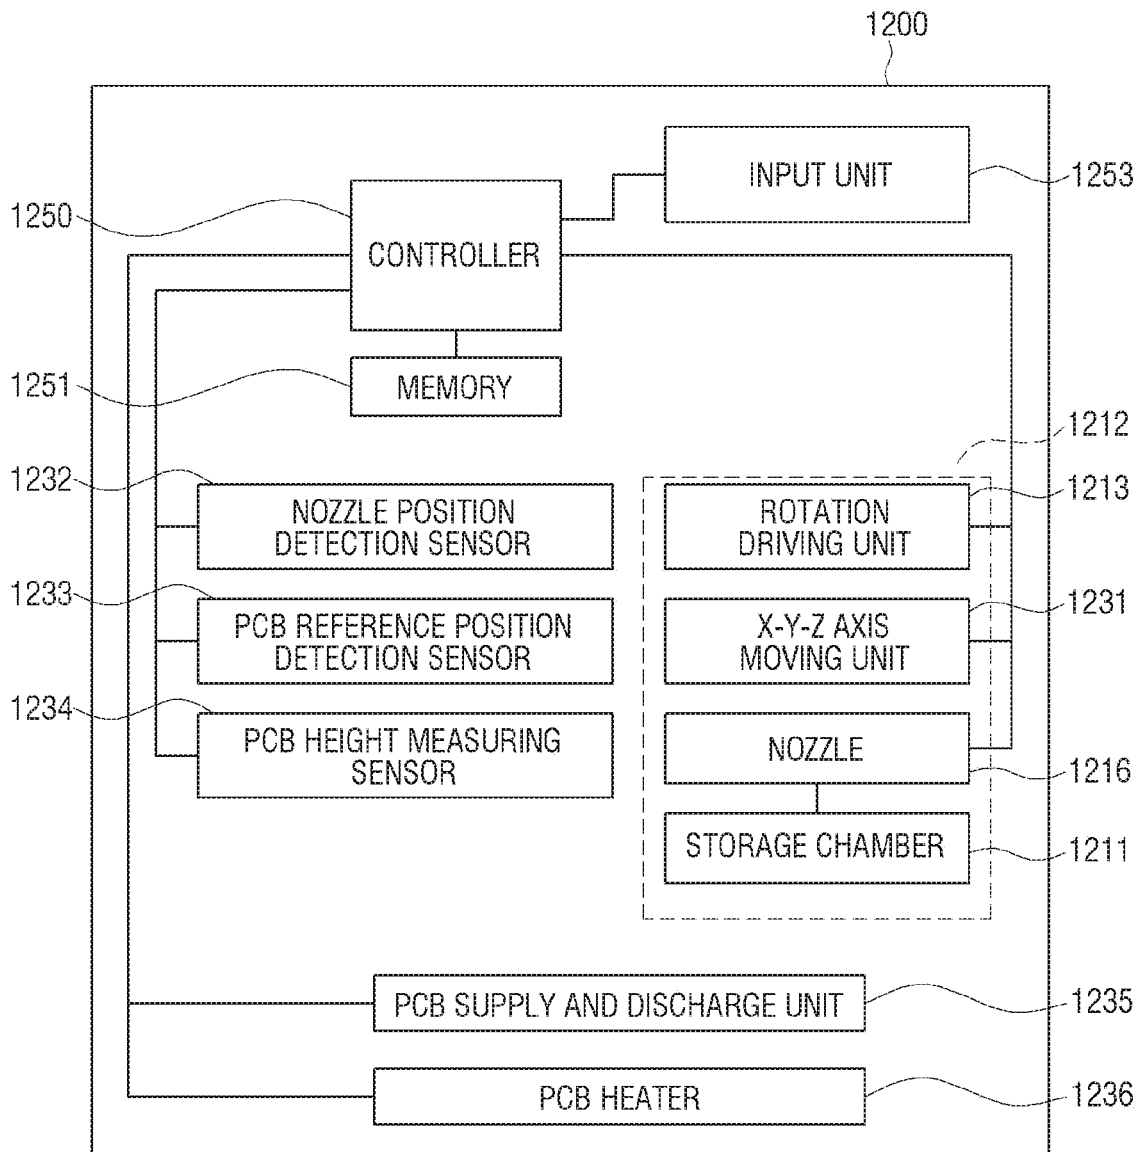 1200
INPUT UNIT
1253
1250
CONTROLLER
1251
MEMORY
1212
1232
NOZZLE POSITION
DETECTION SENSOR
ROTATION
DRIVING UNIT
1213
1233
PCB REFERENCE POSITION
DETECTION SENSOR
X-Y-Z AXIS
MOVING UNIT
1231
1234
PCB HEIGHT MEASURING
SENSOR
NOZZLE
1216
STORAGE CHAMBER
1211
PCB SUPPLY AND DISCHARGE UNIT
1235
PCB HEATER
1236